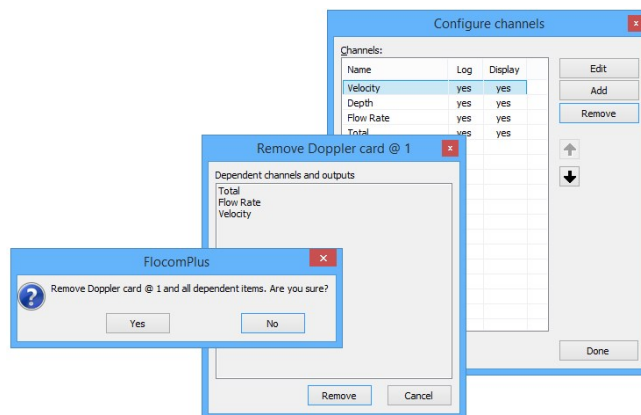 Configure channels
x
Channels:
Name Log Display
Velocity yes yes
Depth yes yes
Flow Rate yes yes
Total yes yes
Edit
Add
Remove
Done
Remove Doppler card @ 1
x
Dependent channels and outputs
Total
Flow Rate
Velocity
Remove Cancel
FlocomPlus
x
?
Remove Doppler card @ 1 and all dependent items. Are you sure?
Yes No